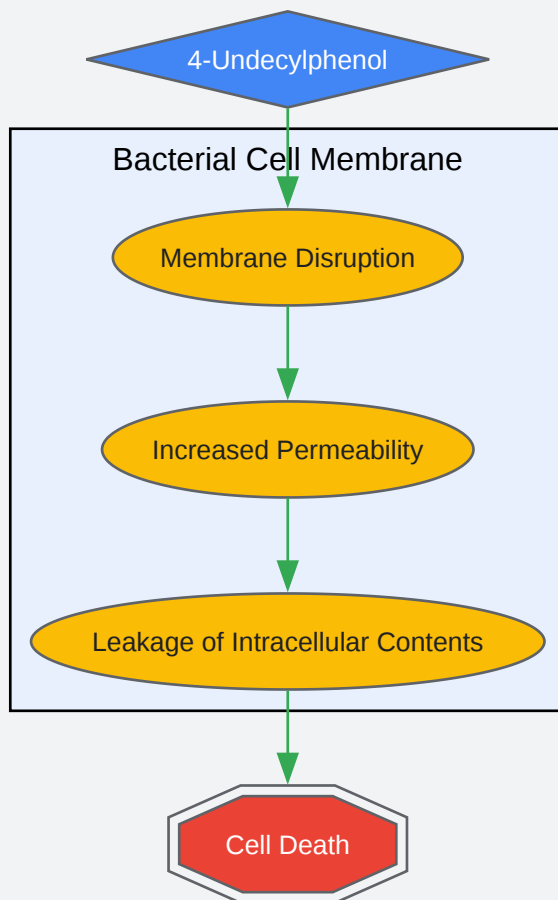 4-Undecylphenol
Bacterial Cell Membrane
Membrane Disruption
Increased Permeability
Leakage of Intracellular Contents
Cell Death